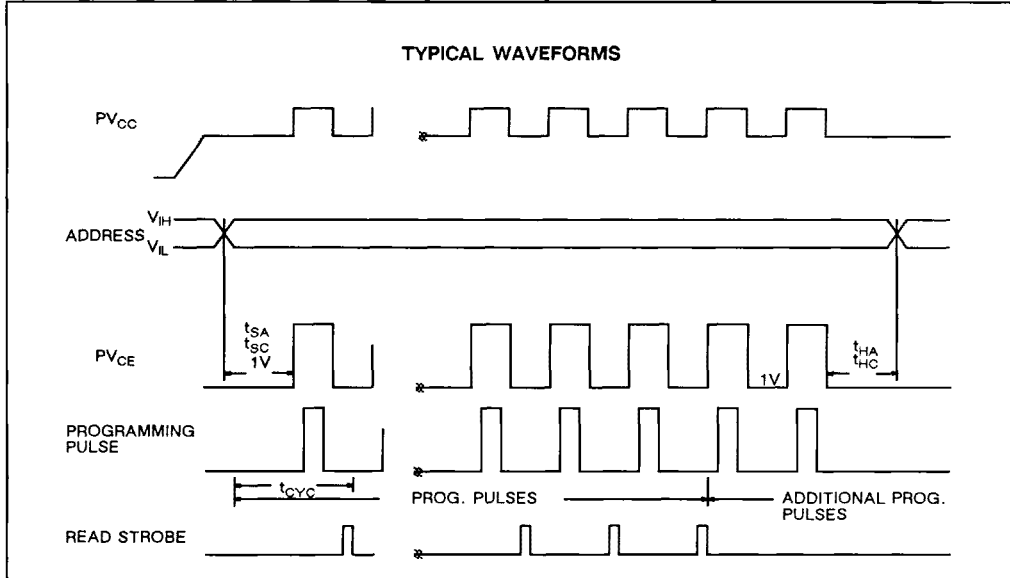 TYPICAL WAVEFORMS
PVCC
VIH
ADDRESS
VIL
tSA
tSC
1V
PVCE
1V
tHA
tHC
PROGRAMMING
PULSE
tCYC
PROG. PULSES
ADDITIONAL PROG.
PULSES
READ STROBE